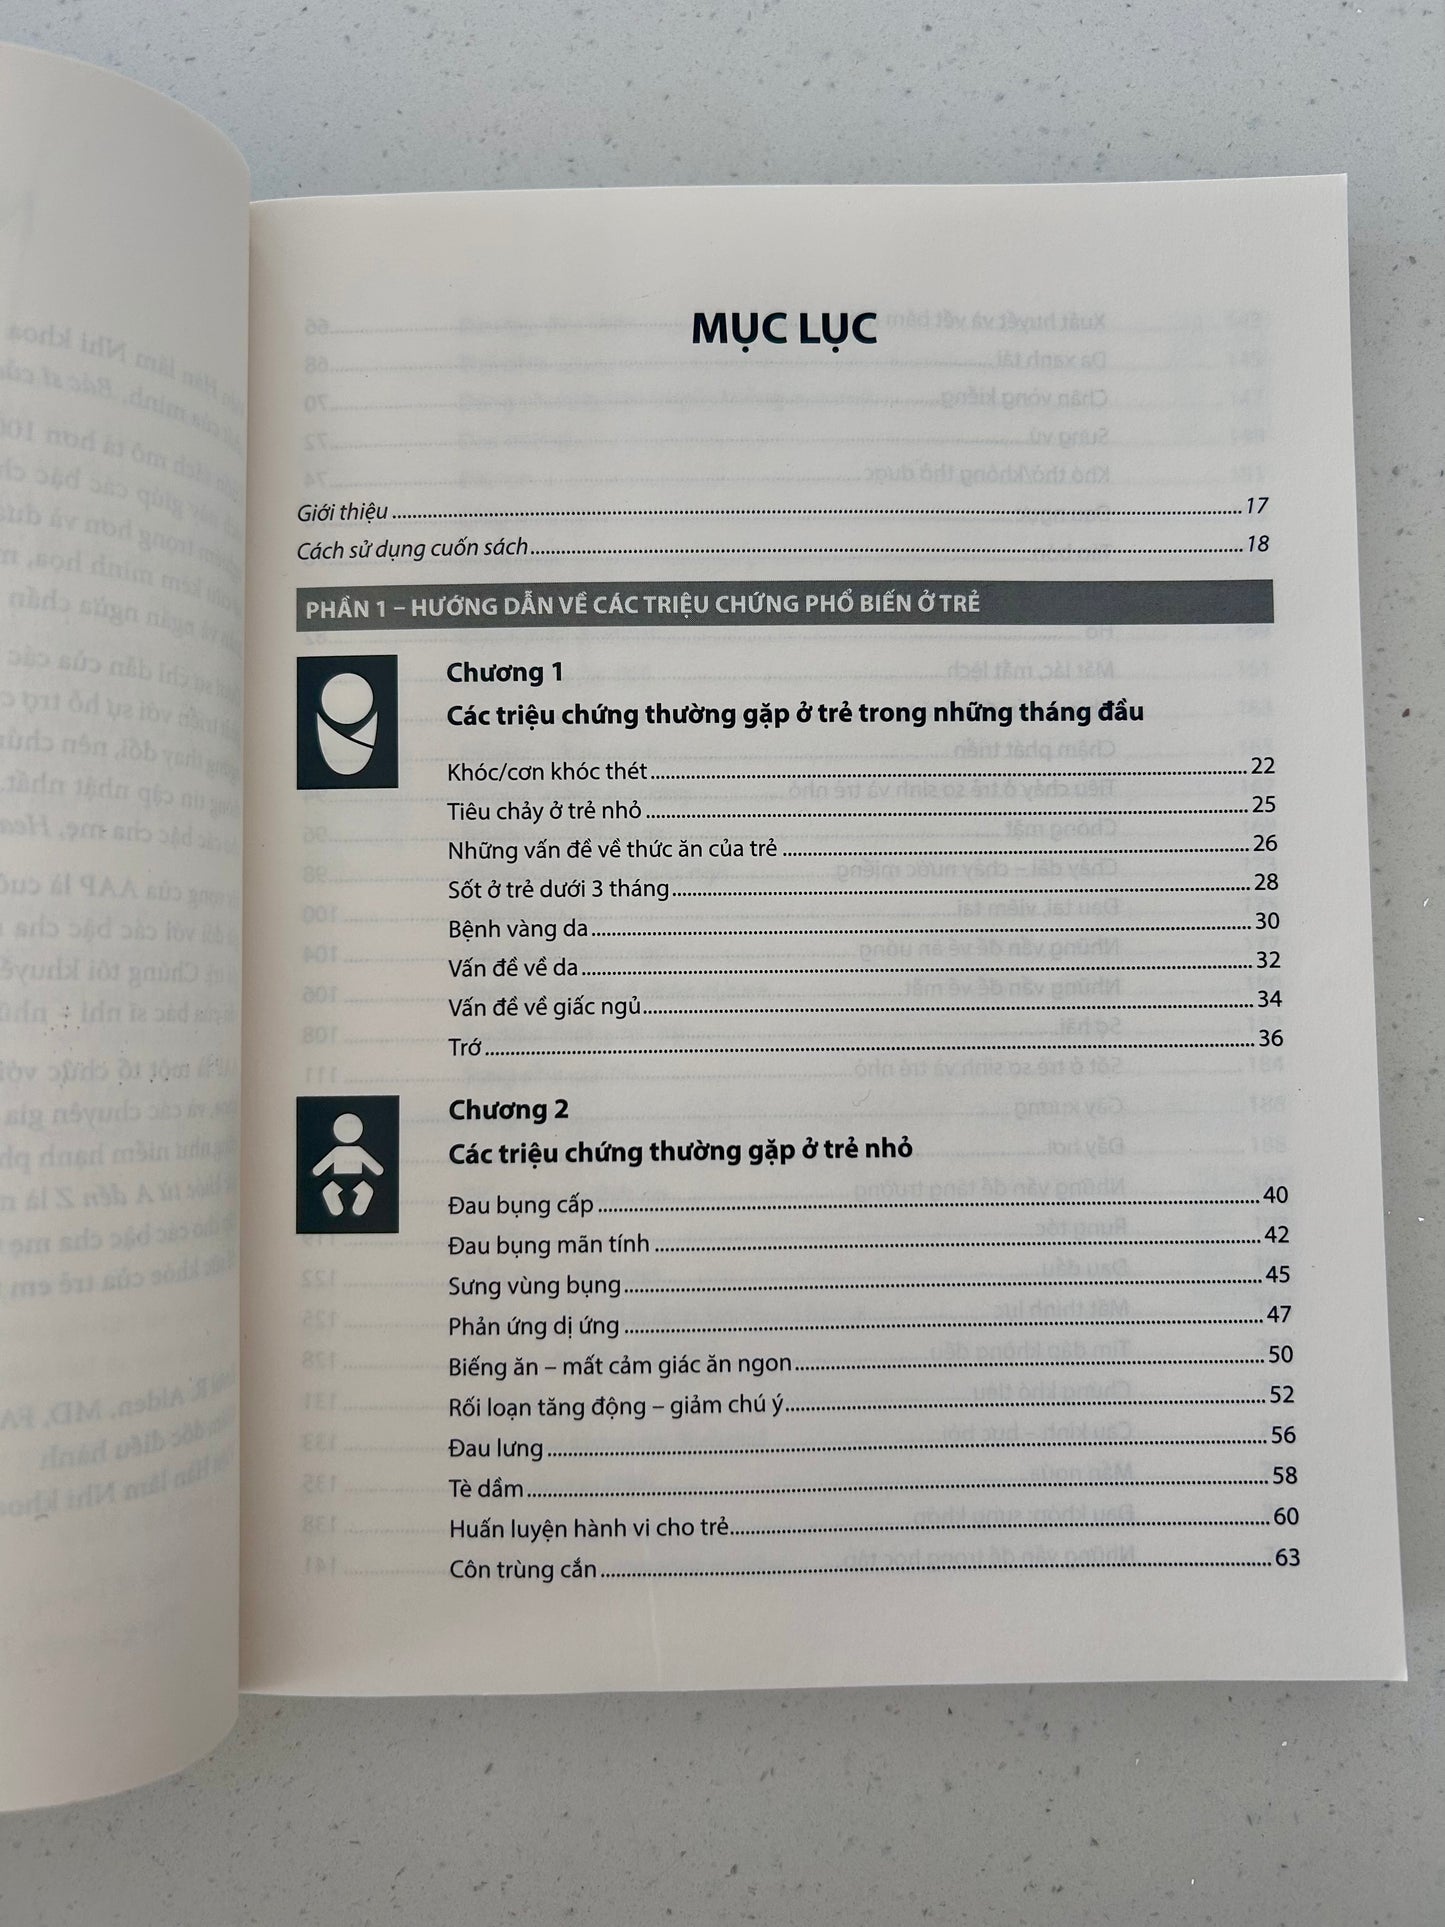 MỤC LỤC
Giới thiệu 17
Cách sử dụng cuốn sách 18
PHẦN 1 – HƯỚNG DẪN VỀ CÁC TRIỆU CHỨNG PHỔ BIẾN Ở TRẺ
Chương 1
Các triệu chứng thường gặp ở trẻ trong những tháng đầu
Khóc/cơn khóc thét 22
Tiêu chảy ở trẻ nhỏ 25
Những vấn đề về thức ăn của trẻ 26
Sốt ở trẻ dưới 3 tháng 28
Bệnh vàng da 30
Vấn đề về da 32
Vấn đề về giấc ngủ 34
Trớ 36
Chương 2
Các triệu chứng thường gặp ở trẻ nhỏ
Đau bụng cấp 40
Đau bụng mãn tính 42
Sưng vùng bụng 45
Phản ứng dị ứng 47
Biếng ăn – mất cảm giác ăn ngon 50
Rối loạn tăng động – giảm chú ý 52
Đau lưng 56
Tè dầm 58
Huấn luyện hành vi cho trẻ 60
Côn trùng cắn 63